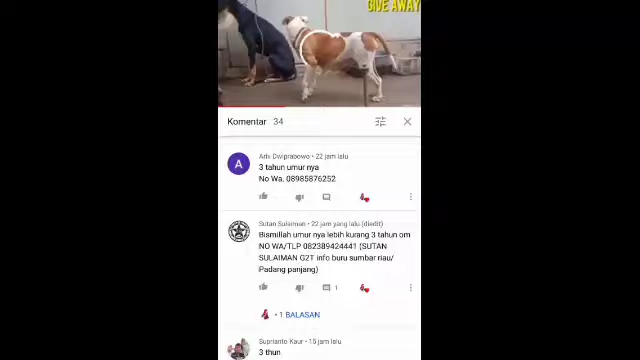 GIVE AWAY
Komentar 34
A
Arix Dwiprabowo • 22 jam lalu
3 tahun umur nya
No Wa. 08985876252
Sutan Sulaiman • 22 jam yang lalu (diedit)
Bismillah umur nya lebih kurang 3 tahun om
NO WA/TLP 082389424441 (SUTAN
SULAIMAN G2T info buru sumbar riau/
Padang panjang)
1
• 1 BALASAN
Suprianto Kaur • 15 jam lalu
3 thun